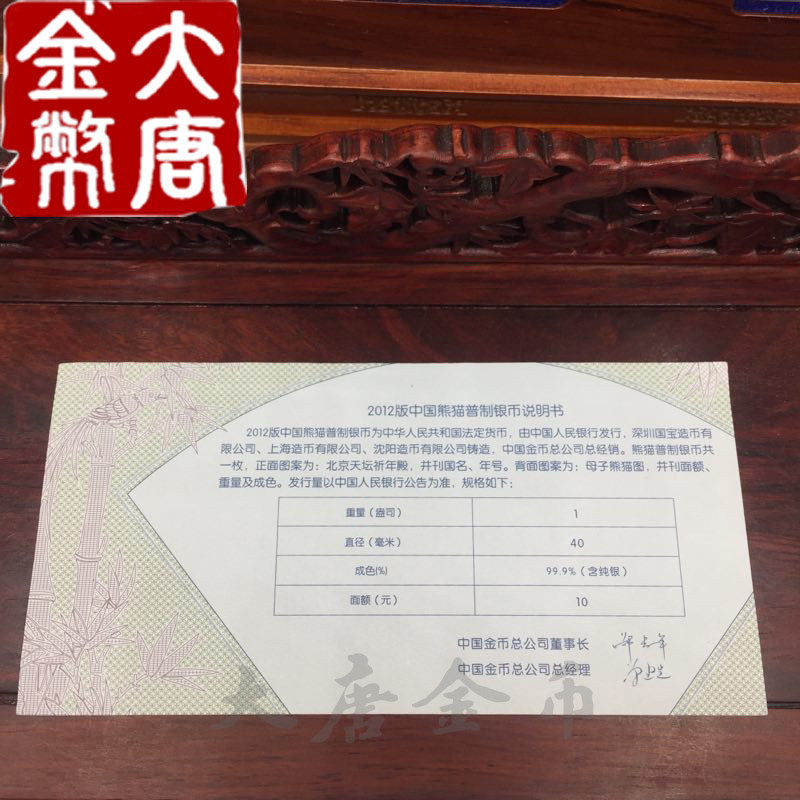 大唐
金幣
2012版中国熊猫普制银币说明书
2012版中国熊猫普制银币为中华人民共和国法定货币，由中国人民银行发行，深圳国宝造币有
限公司、上海造币有限公司、沈阳造币有限公司铸造，中国金币总公司总经销。熊猫普制银币共
一枚，正面图案为：北京天坛祈年殿，并刊国名、年号。背面图案为：母子熊猫图，并刊面额、
重量及成色。发行量以中国人民银行公告为准，规格如下：
重量（盎司） 1
直径（毫米） 40
成色(%) 99.9%（含纯银）
面额（元） 10
中国金币总公司董事长
中国金币总公司总经理
大唐金币